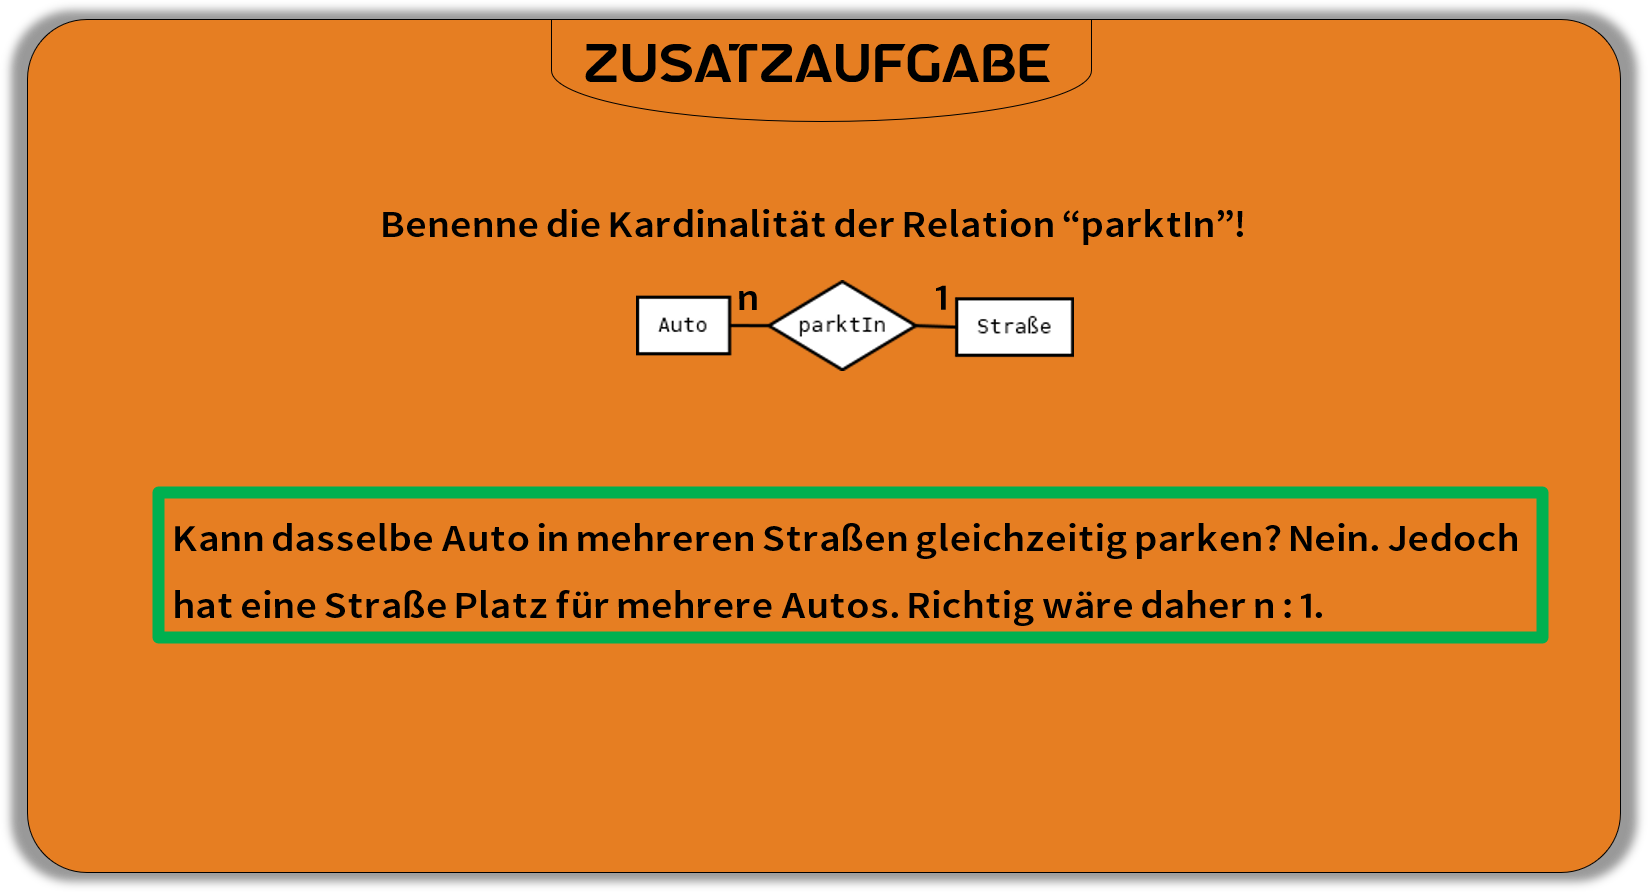 ZUSATZAUFGABE
Benenne die Kardinalität der Relation “parktIn”!
n 1
Auto parktIn Straße
Kann dasselbe Auto in mehreren Straßen gleichzeitig parken? Nein. Jedoch
hat eine Straße Platz für mehrere Autos. Richtig wäre daher n : 1.